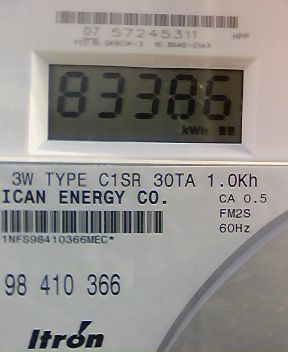 07 57245311 HPP
83386
kWh
3W TYPE C1SR 30TA 1.0Kh
ICAN ENERGY CO. CA 0.5
FM2S
60Hz
1NFS98410366MEC*
98 410 366
Itron